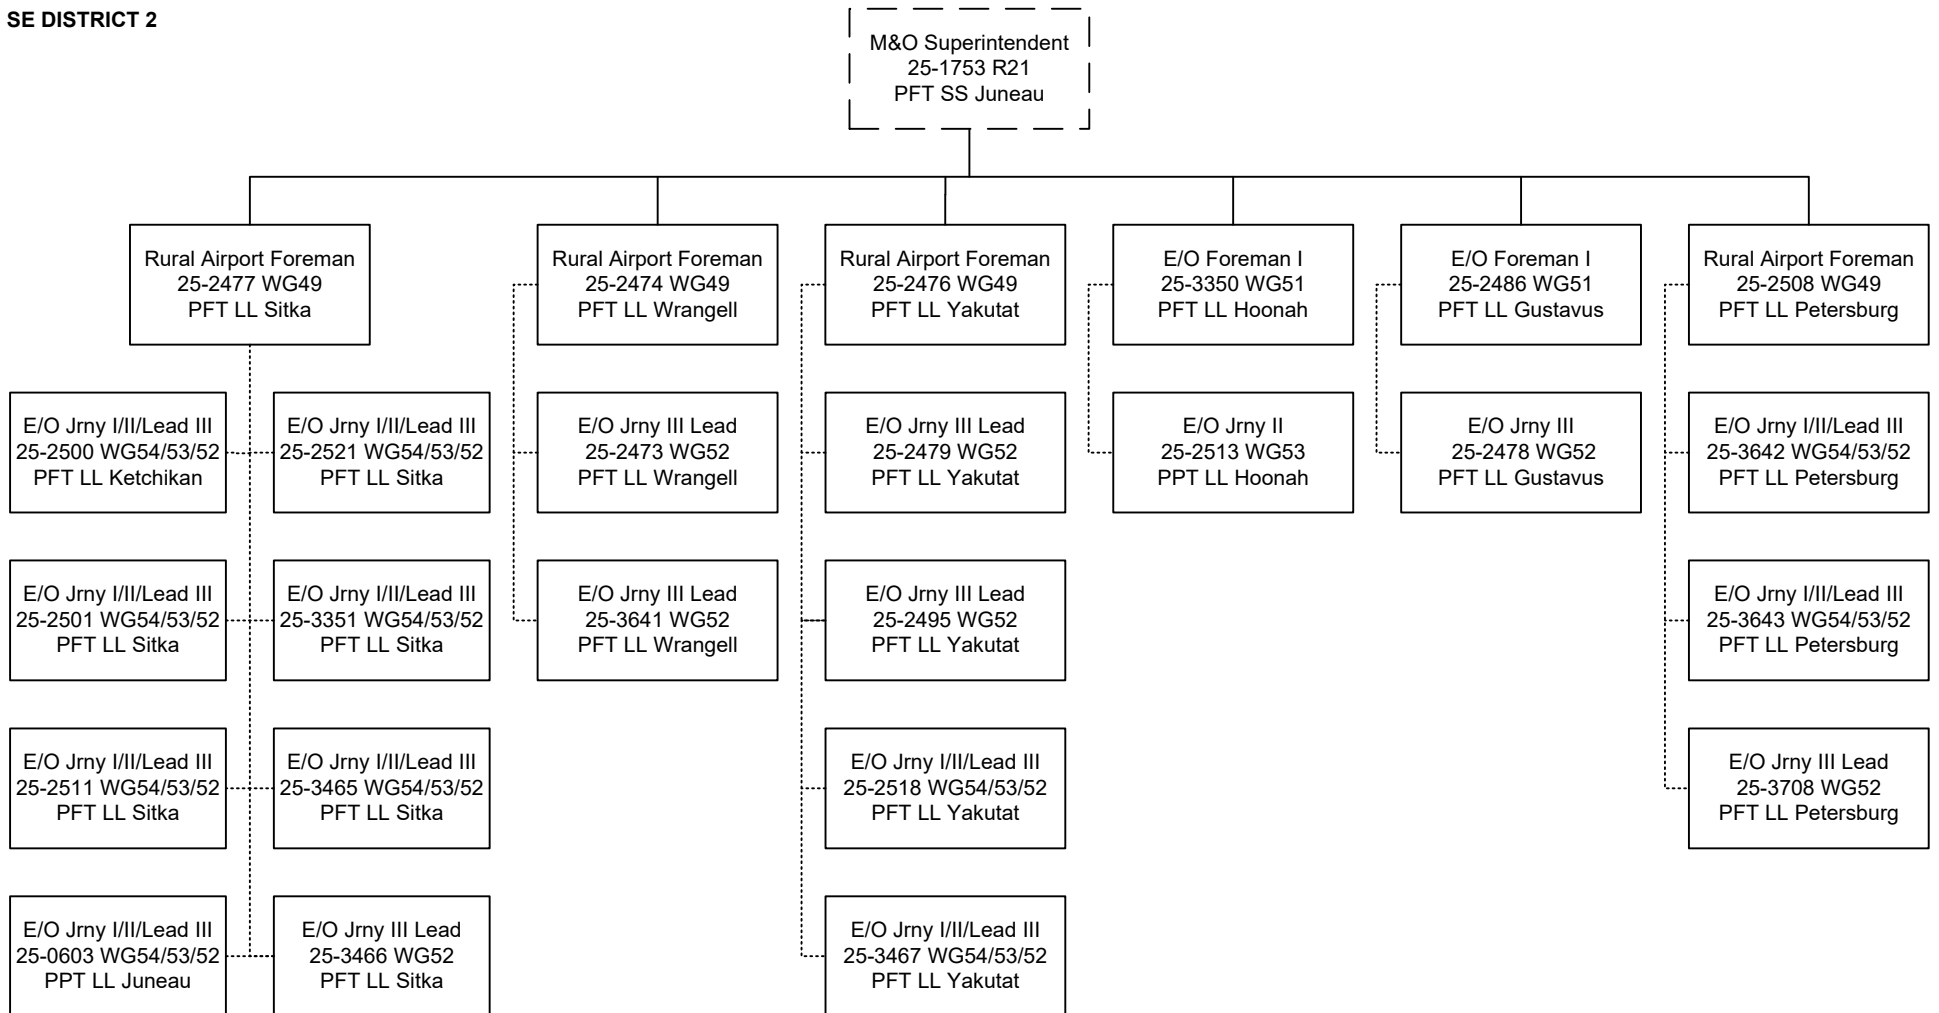 SE DISTRICT 2
M&O Superintendent
25-1753 R21
PFT SS Juneau
Rural Airport Foreman
25-2477 WG49
PFT LL Sitka
Rural Airport Foreman
25-2474 WG49
PFT LL Wrangell
Rural Airport Foreman
25-2476 WG49
PFT LL Yakutat
E/O Foreman I
25-3350 WG51
PFT LL Hoonah
E/O Foreman I
25-2486 WG51
PFT LL Gustavus
Rural Airport Foreman
25-2508 WG49
PFT LL Petersburg
E/O Jrny I/II/Lead III
25-2500 WG54/53/52
PFT LL Ketchikan
E/O Jrny I/II/Lead III
25-2521 WG54/53/52
PFT LL Sitka
E/O Jrny III Lead
25-2473 WG52
PFT LL Wrangell
E/O Jrny III Lead
25-2479 WG52
PFT LL Yakutat
E/O Jrny II
25-2513 WG53
PPT LL Hoonah
E/O Jrny III
25-2478 WG52
PFT LL Gustavus
E/O Jrny I/II/Lead III
25-3642 WG54/53/52
PFT LL Petersburg
E/O Jrny I/II/Lead III
25-2501 WG54/53/52
PFT LL Sitka
E/O Jrny I/II/Lead III
25-3351 WG54/53/52
PFT LL Sitka
E/O Jrny III Lead
25-3641 WG52
PFT LL Wrangell
E/O Jrny III Lead
25-2495 WG52
PFT LL Yakutat
E/O Jrny I/II/Lead III
25-3643 WG54/53/52
PFT LL Petersburg
E/O Jrny I/II/Lead III
25-2511 WG54/53/52
PFT LL Sitka
E/O Jrny I/II/Lead III
25-3465 WG54/53/52
PFT LL Sitka
E/O Jrny I/II/Lead III
25-2518 WG54/53/52
PFT LL Yakutat
E/O Jrny III Lead
25-3708 WG52
PFT LL Petersburg
E/O Jrny I/II/Lead III
25-0603 WG54/53/52
PPT LL Juneau
E/O Jrny III Lead
25-3466 WG52
PFT LL Sitka
E/O Jrny I/II/Lead III
25-3467 WG54/53/52
PFT LL Yakutat